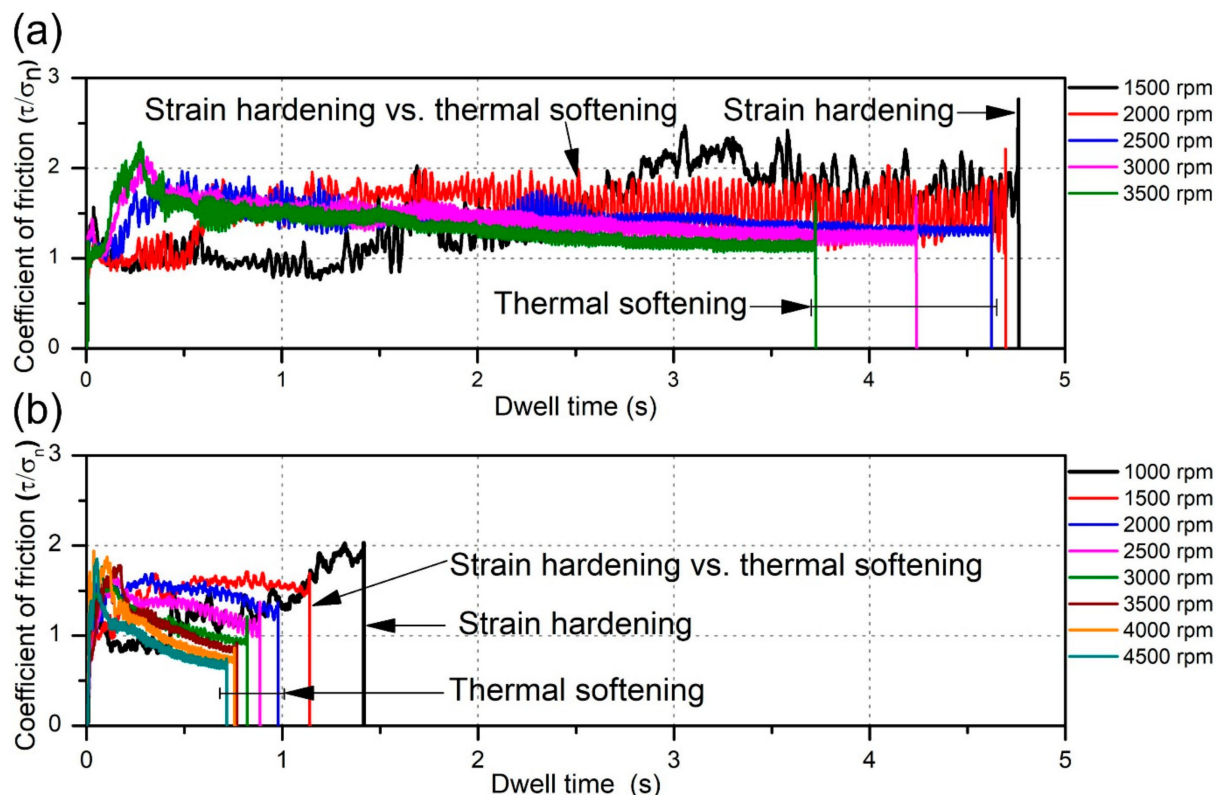 (a)
Coefficient of friction (τ/σn)
3
2
1
0
Strain hardening vs. thermal softening
Strain hardening
Thermal softening
0 1 2 3 4 5
Dwell time (s)
1500 rpm
2000 rpm
2500 rpm
3000 rpm
3500 rpm
(b)
Coefficient of friction (τ/σn)
3
2
1
0
Strain hardening vs. thermal softening
Strain hardening
Thermal softening
0 1 2 3 4 5
Dwell time (s)
1000 rpm
1500 rpm
2000 rpm
2500 rpm
3000 rpm
3500 rpm
4000 rpm
4500 rpm